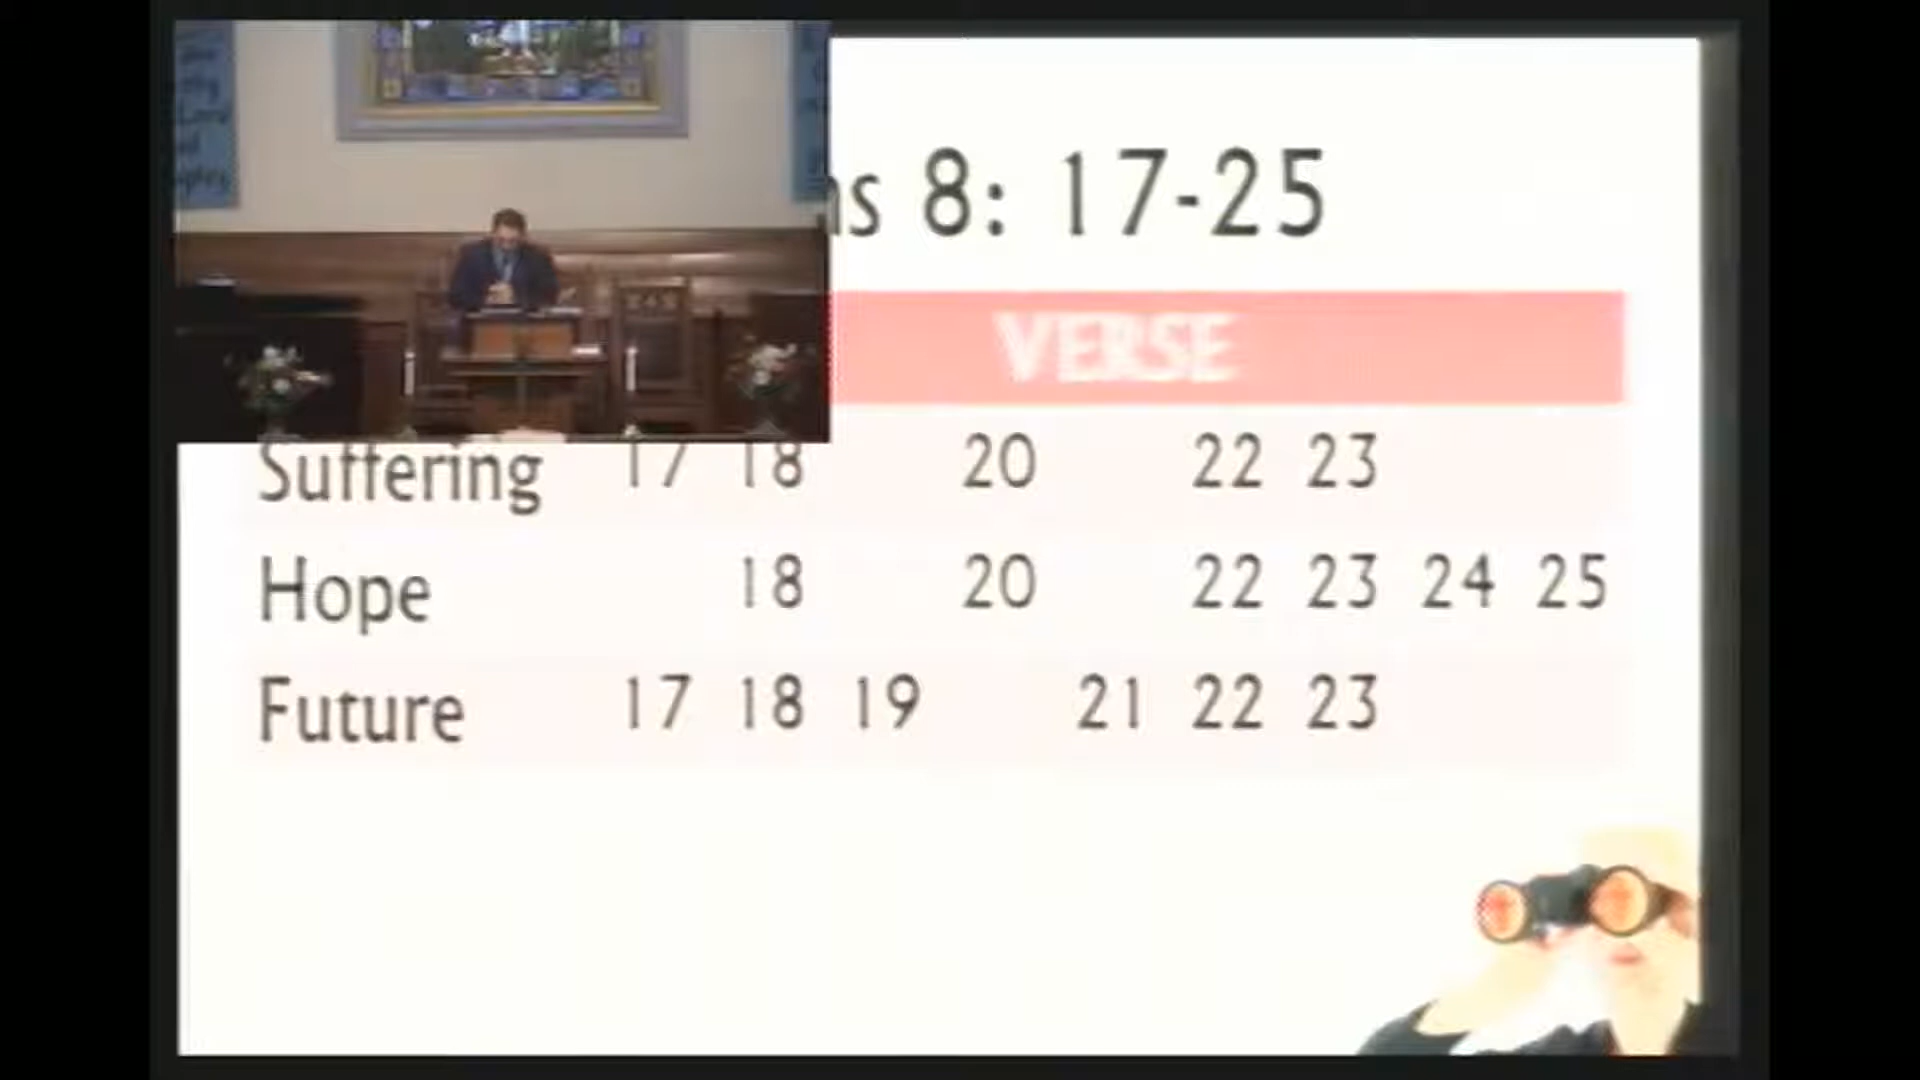 s 8: 17-25
VERSE
Suffering 17 18 20 22 23
Hope 18 20 22 23 24 25
Future 17 18 19 21 22 23